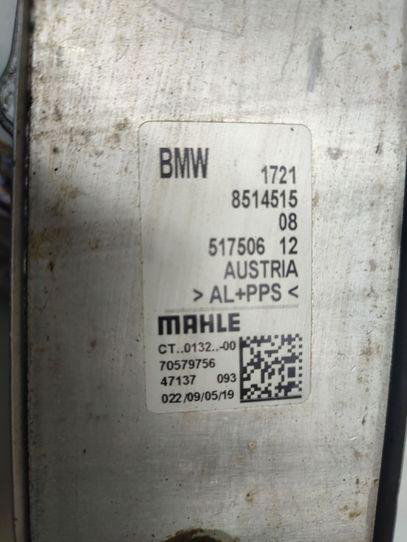 BMW 1721
8514515
08
517506 12
AUSTRIA
> AL+PPS <
MAHLE
CT..0132..-00
70579756
47137 093
022/09/05/19